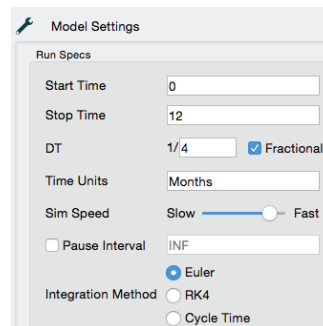 Model Settings
Run Specs
Start Time 0
Stop Time 12
DT 1/ 4 Fractional
Time Units Months
Sim Speed Slow Fast
Pause Interval INF
Euler
Integration Method RK4
Cycle Time